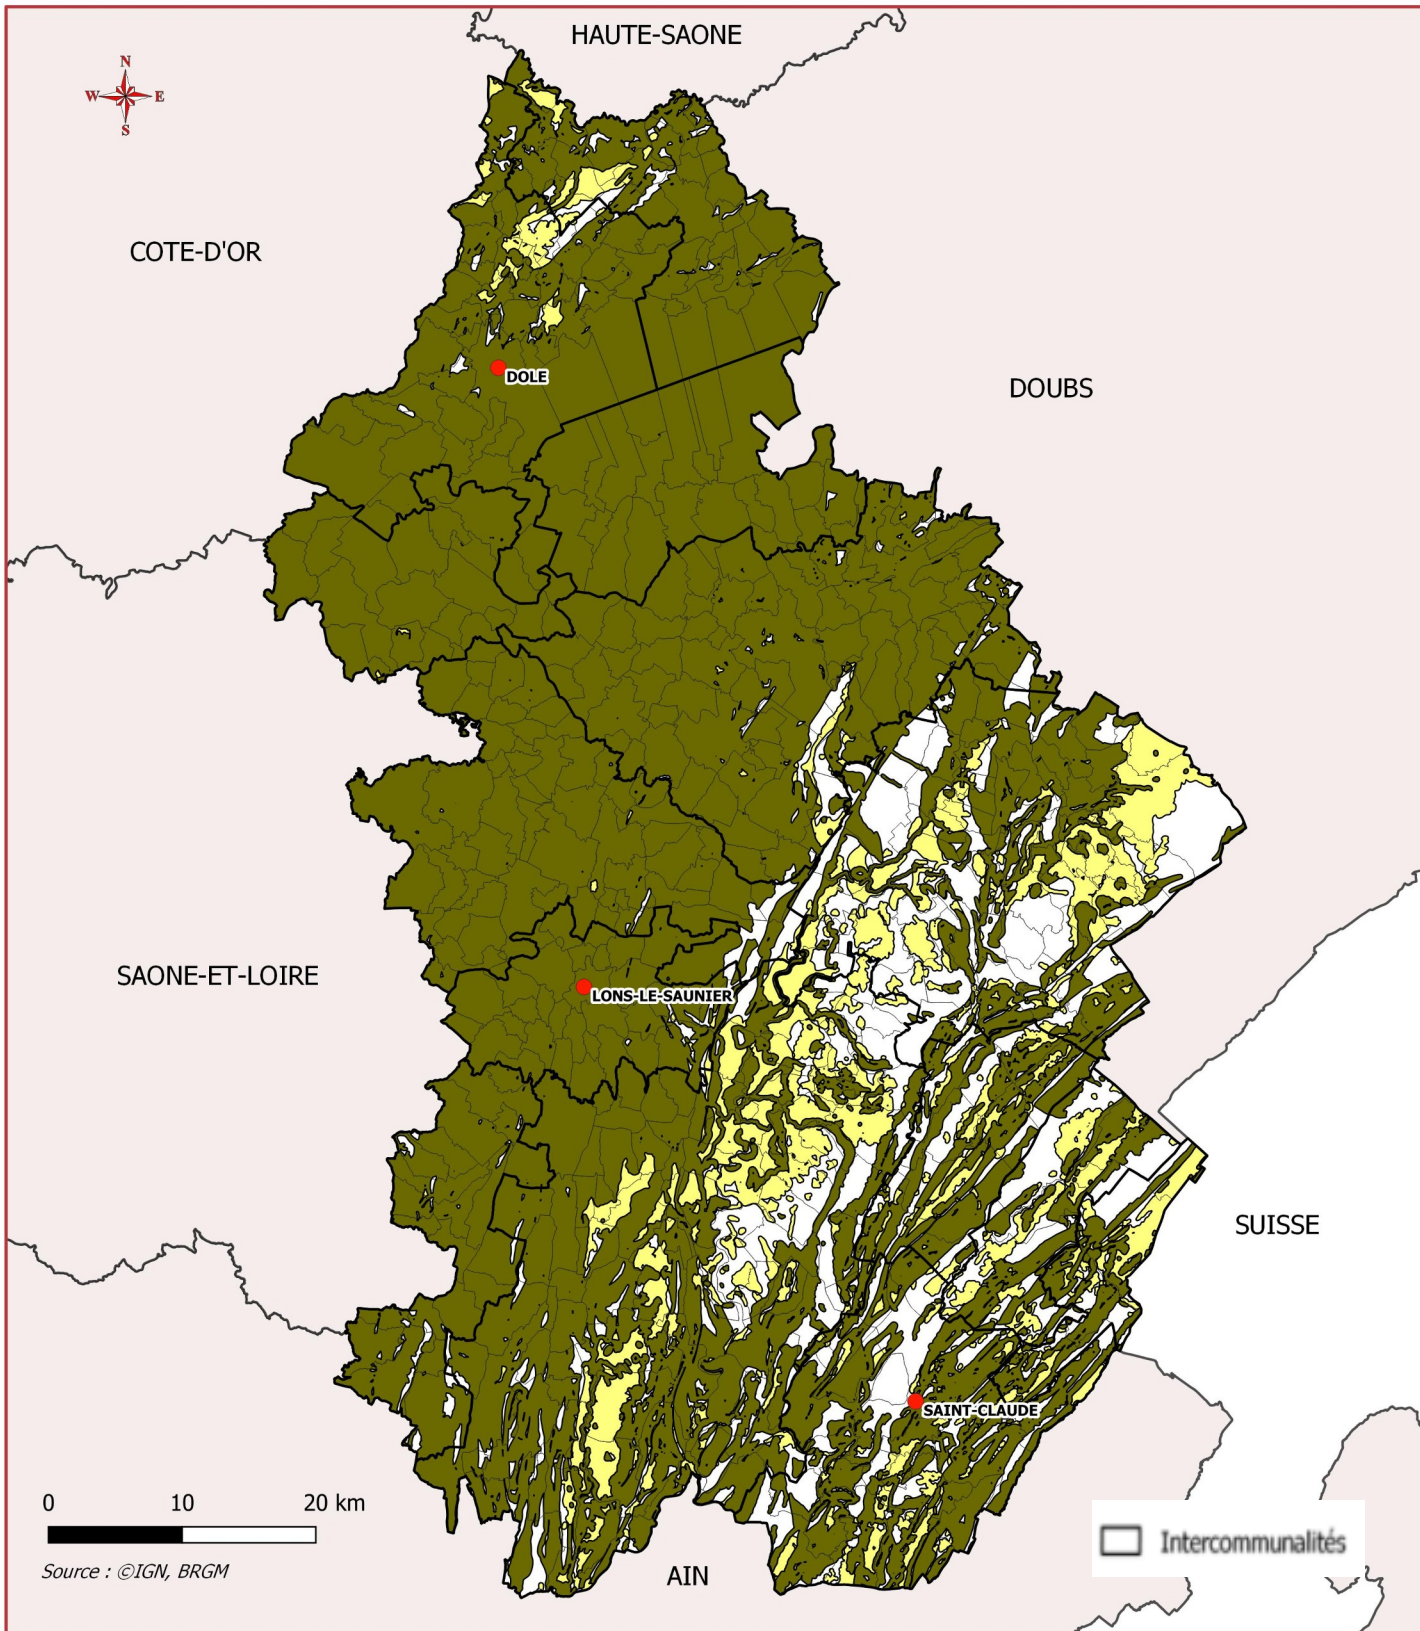 HAUTE-SAONE
N
W E
S
COTE-D'OR
DOUBS
DOLE
SAONE-ET-LOIRE
LONS-LE-SAUNIER
SUISSE
SAINT-CLAUDE
0 10 20 km
Source : ©IGN, BRGM
AIN
Intercommunalités